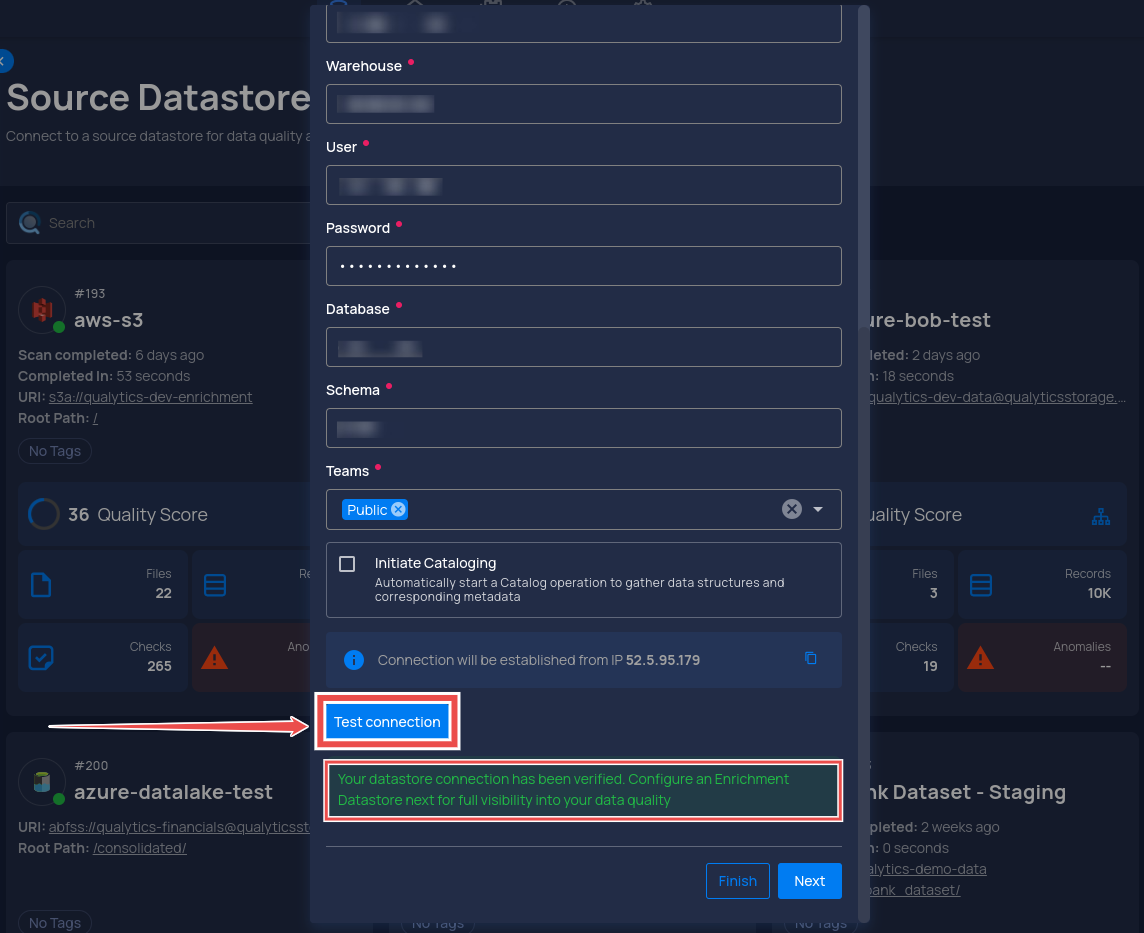 Source Datastore
Connect to a source datastore for data quality
Search
#193
aws-s3
Scan completed: 6 days ago
Completed In: 53 seconds
URI: s3a://qualytics-dev-enrichment
Root Path: /
No Tags
36 Quality Score
Files
22
Checks
265
#200
azure-datalake-test
URI: abfss://qualytics-financials@qualyticsst
Root Path: /consolidated/
No Tags
Warehouse
User
Password
•••••••••••••
Database
Schema
Teams
Public
Initiate Cataloging
Automatically start a Catalog operation to gather data structures and
corresponding metadata
Connection will be established from IP 52.5.95.179
Test connection
Your datastore connection has been verified. Configure an Enrichment
Datastore next for full visibility into your data quality
Finish
Next
No Tags
ure-bob-test
leted: 2 days ago
n: 18 seconds
qualytics-dev-data@qualyticsstorage....
uality Score
Files
3
Records
10K
Checks
19
Anomalies
--
nk Dataset - Staging
pleted: 2 weeks ago
n: 0 seconds
alytics-demo-data
bank_dataset/
No Tags